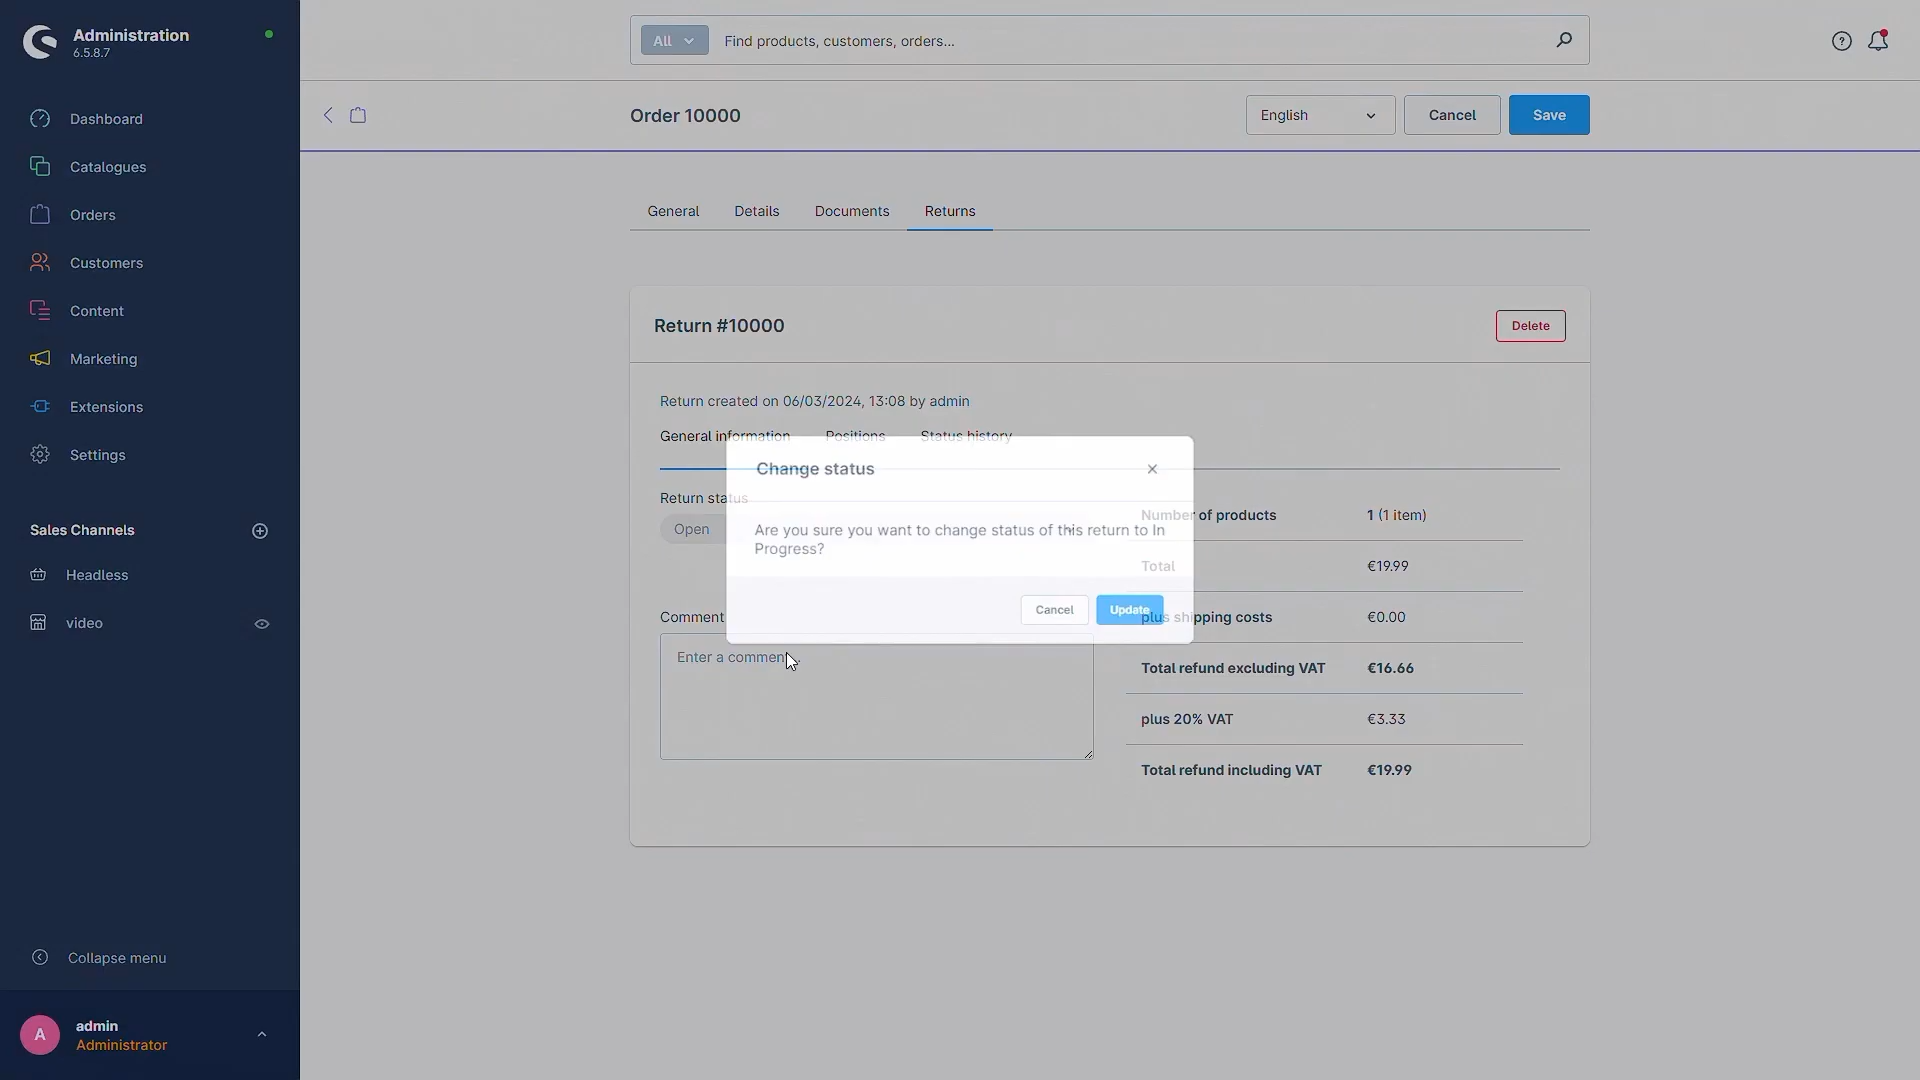 Administration
6.5.8.7
All
Find products, customers, orders...
Order 10000
English
Cancel
Save
Dashboard
Catalogues
Orders
Customers
Content
Marketing
Extensions
Settings
Sales Channels
Headless
video
Collapse menu
A
admin
Administrator
General
Details
Documents
Returns
Return #10000
Delete
Return created on 06/03/2024, 13:08 by admin
General information
Positions
Status history
Change status
Return status
Open
Are you sure you want to change status of this return to In
Progress?
Cancel
Update
Comment
Enter a comment...
Number of products
1 (1 item)
Total
€19.99
plus shipping costs
€0.00
Total refund excluding VAT
€16.66
plus 20% VAT
€3.33
Total refund including VAT
€19.99